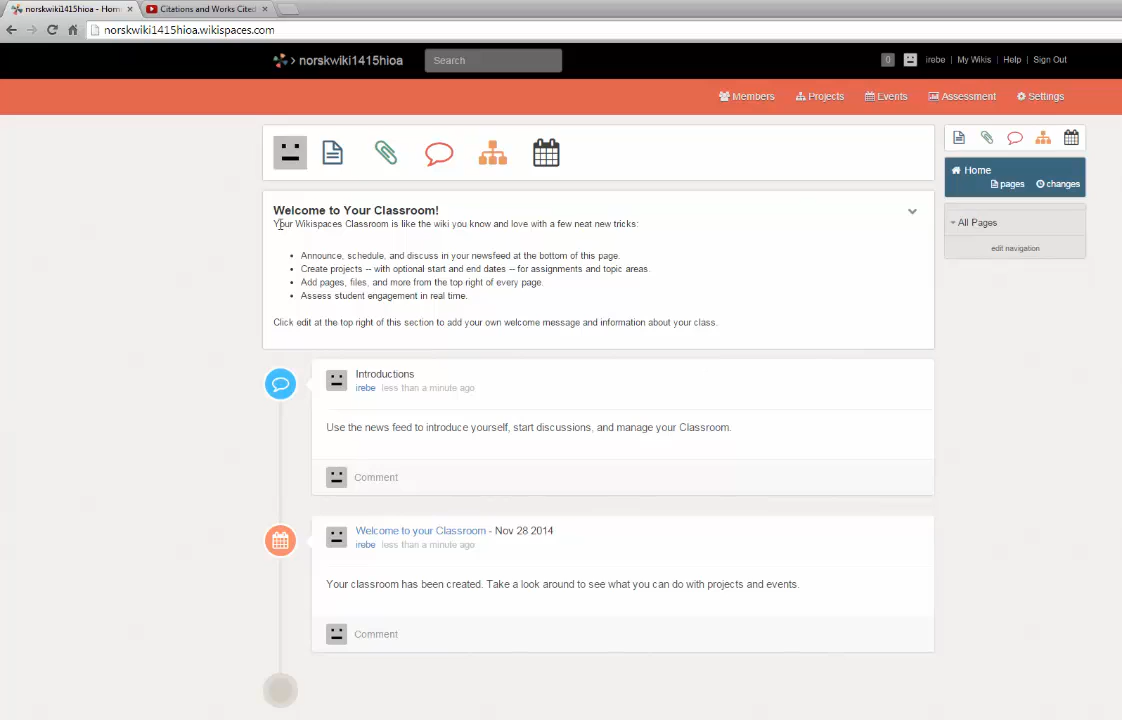 norskwiki1415hioa - Hom
Citations and Works Cited
norskwiki1415hioa.wikispaces.com
norskwiki1415hioa
Search
0 irebe | My Wikis | Help | Sign Out
Members Projects Events Assessment Settings
Welcome to Your Classroom!
Your Wikispaces Classroom is like the wiki you know and love with a few neat new tricks:
• Announce, schedule, and discuss in your newsfeed at the bottom of this page.
• Create projects -- with optional start and end dates -- for assignments and topic areas.
• Add pages, files, and more from the top right of every page.
• Assess student engagement in real time.
Click edit at the top right of this section to add your own welcome message and information about your class.
Home
pages changes
All Pages
edit navigation
Introductions
irebe less than a minute ago
Use the news feed to introduce yourself, start discussions, and manage your Classroom.
Comment
Welcome to your Classroom - Nov 28 2014
irebe less than a minute ago
Your classroom has been created. Take a look around to see what you can do with projects and events.
Comment